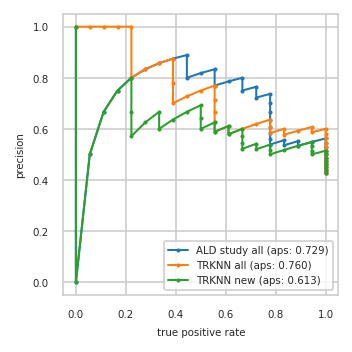 1.0
0.8
0.6
0.4
0.2
0.0
precision
0.0 0.2 0.4 0.6 0.8 1.0
true positive rate
ALD study all (aps: 0.729)
TRKNN all (aps: 0.760)
TRKNN new (aps: 0.613)